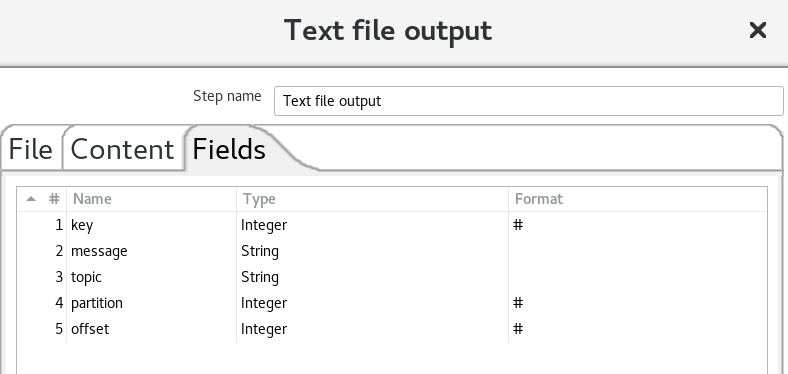 Text file output ×
Step name Text file output
File Content Fields
# Name Type Format
1 key Integer #
2 message String
3 topic String
4 partition Integer #
5 offset Integer #